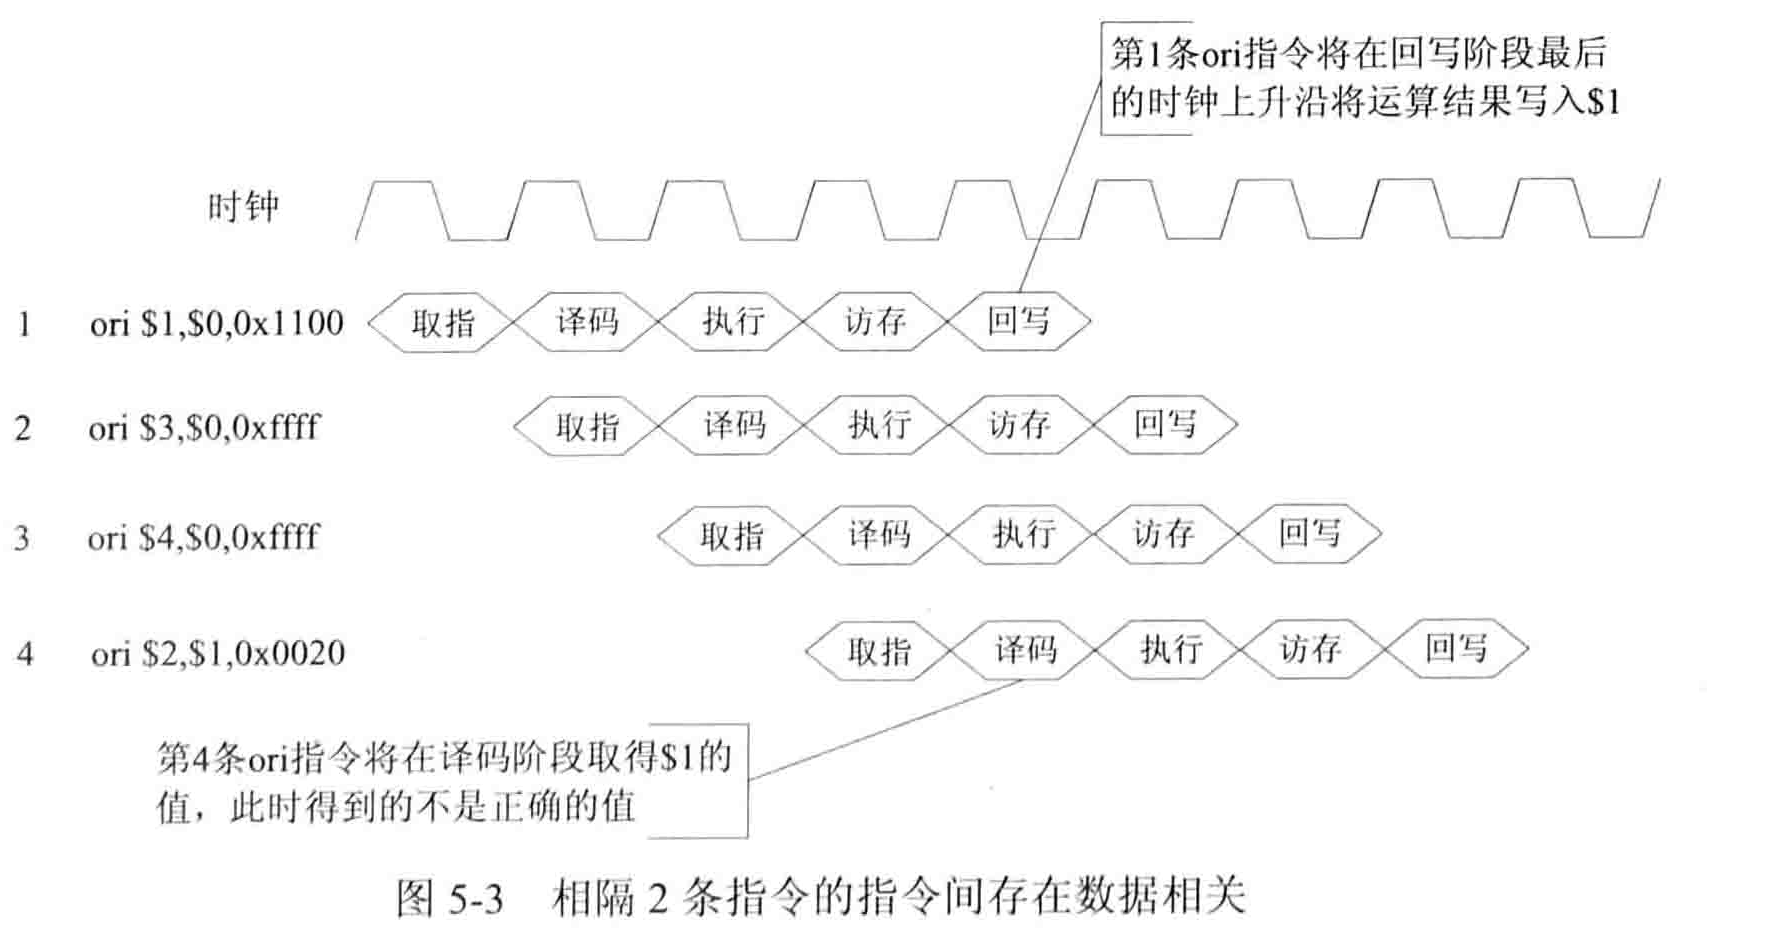 第1条ori指令将在回写阶段最后
的时钟上升沿将运算结果写入$1
时钟
1 ori $1,$0,0x1100 取指 译码 执行 访存 回写
2 ori $3,$0,0xffff 取指 译码 执行 访存 回写
3 ori $4,$0,0xffff 取指 译码 执行 访存 回写
4 ori $2,$1,0x0020 取指 译码 执行 访存 回写
第4条ori指令将在译码阶段取得$1的
值，此时得到的不是正确的值
图 5-3 相隔 2 条指令的指令间存在数据相关